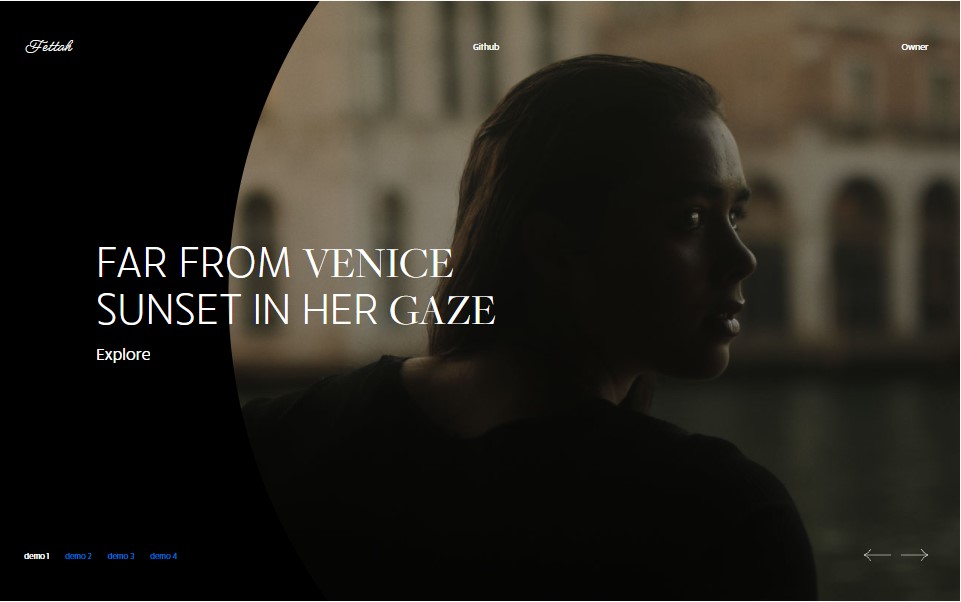 Fettah
Github
Owner
FAR FROM VENICE
SUNSET IN HER GAZE
Explore
demo 1 demo 2 demo 3 demo 4